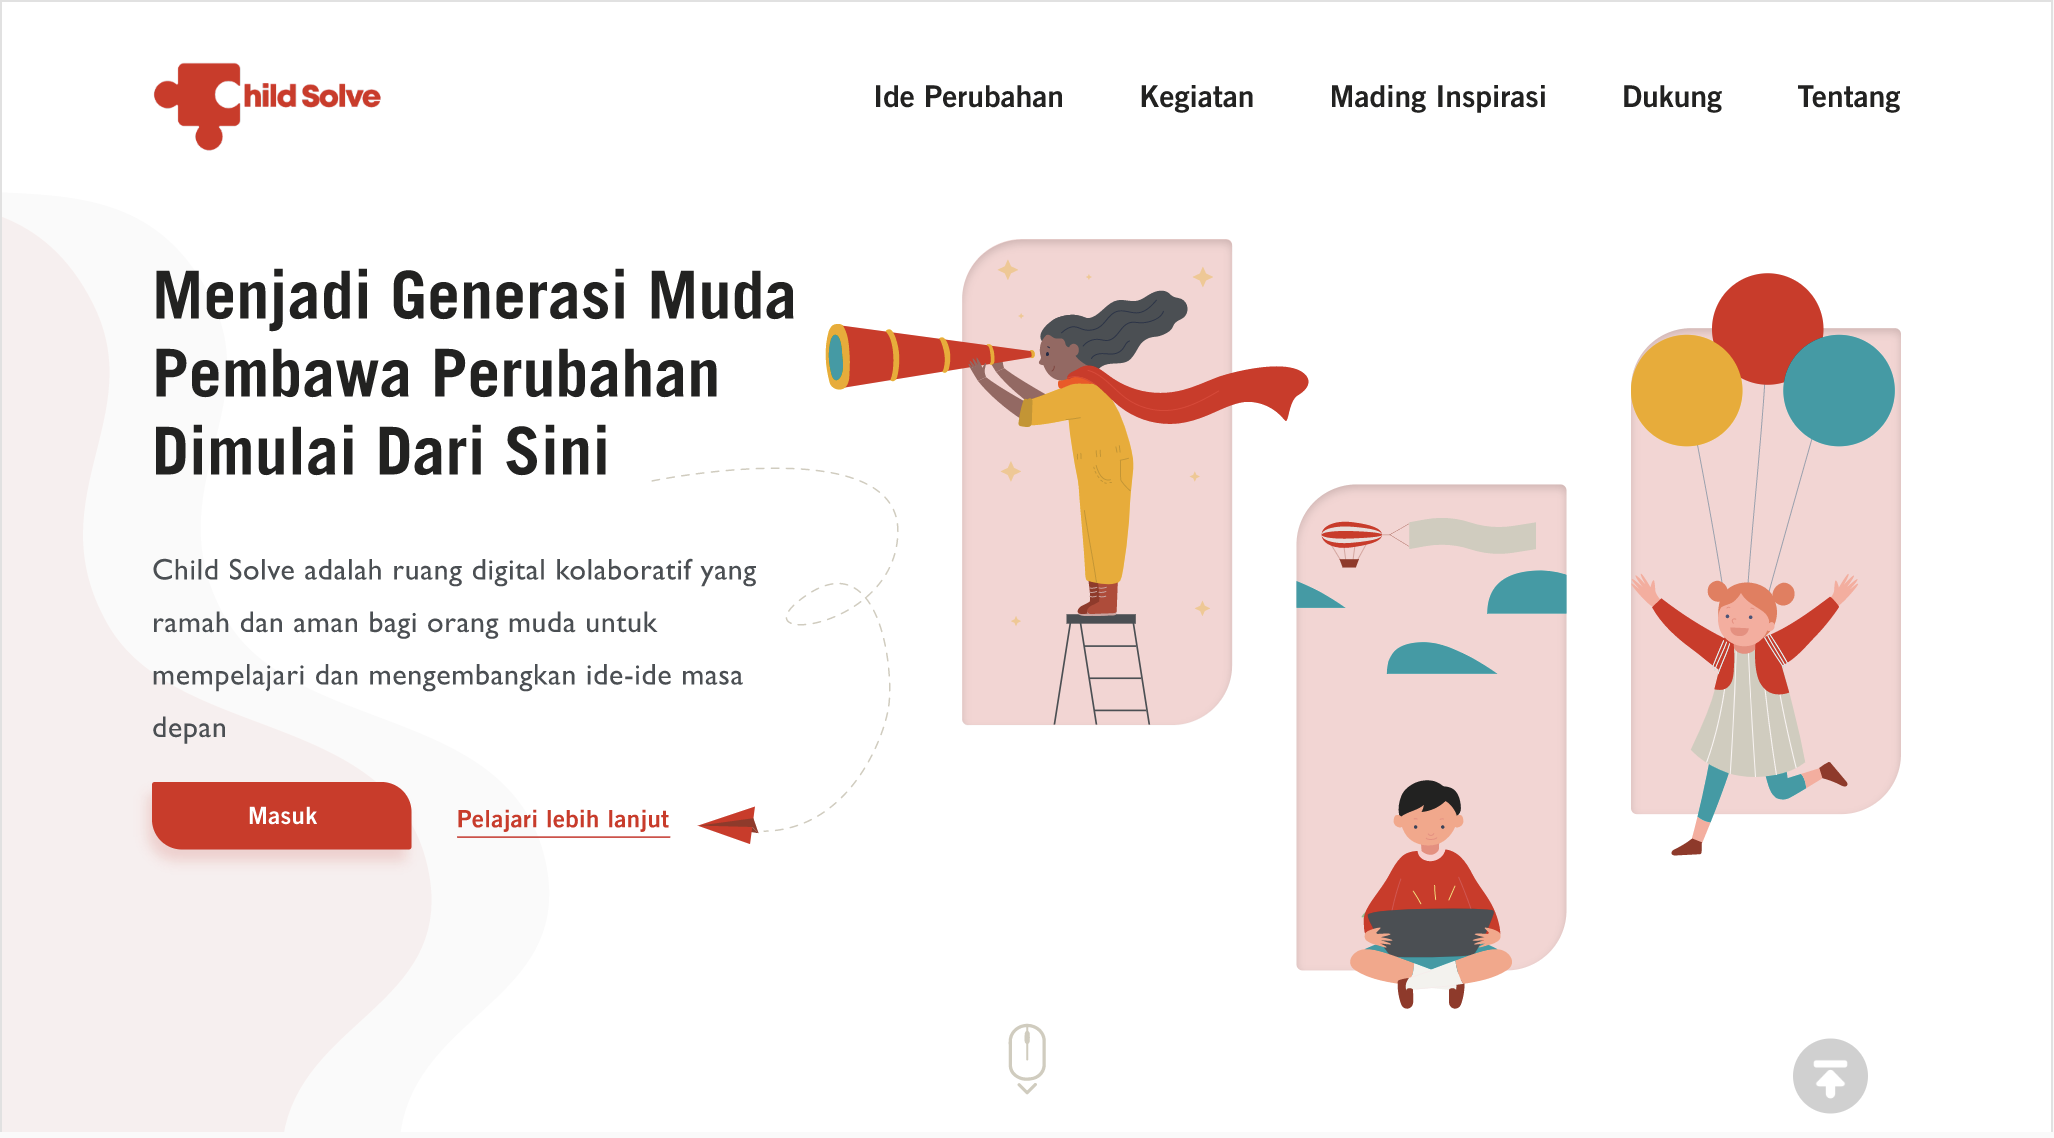 Child Solve
Ide Perubahan
Kegiatan
Mading Inspirasi
Dukung
Tentang
Menjadi Generasi Muda
Pembawa Perubahan
Dimulai Dari Sini
Child Solve adalah ruang digital kolaboratif yang
ramah dan aman bagi orang muda untuk
mempelajari dan mengembangkan ide-ide masa
depan
Masuk
Pelajari lebih lanjut